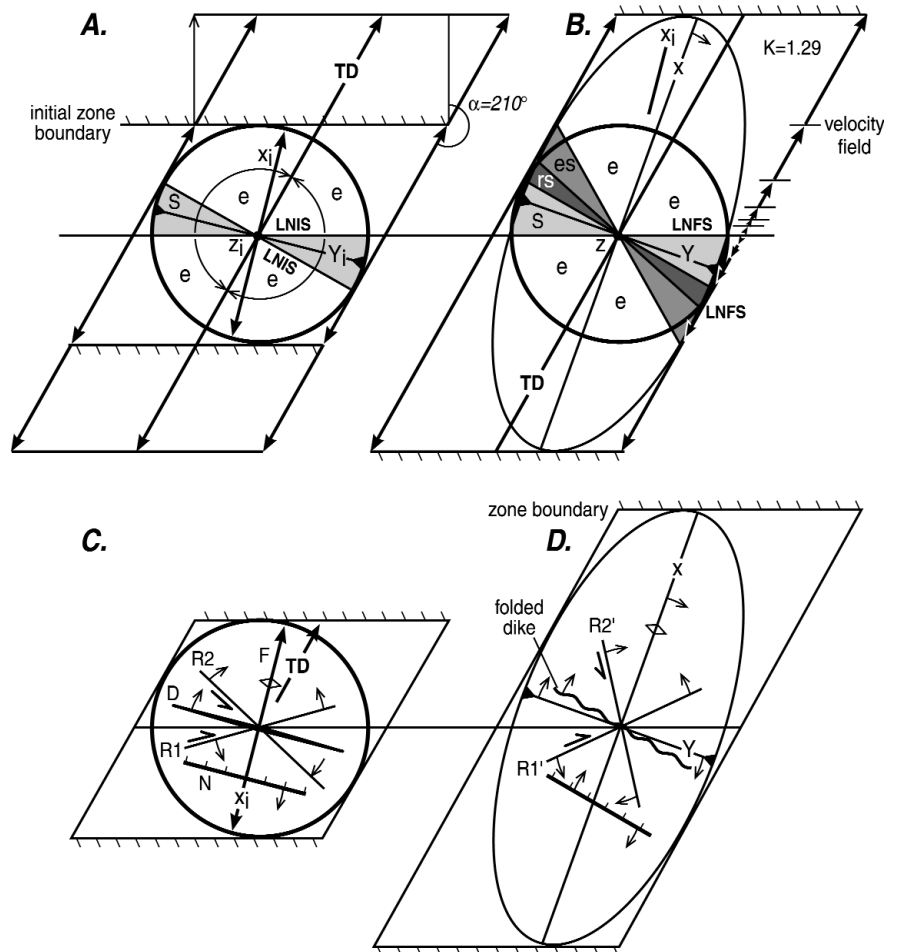 A.
TD
α=210°
initial zone
boundary
xi
e
e
S
LNIS
zi
LNIS
Yi
e
e
B.
xi
x
K=1.29
velocity
field
es
e
rs
e
S
LNFS
z
Y
e
e
LNFS
TD
C.
R2
F
TD
D
R1
N
xi
zone boundary
D.
x
folded
dike
R2'
Y
R1'